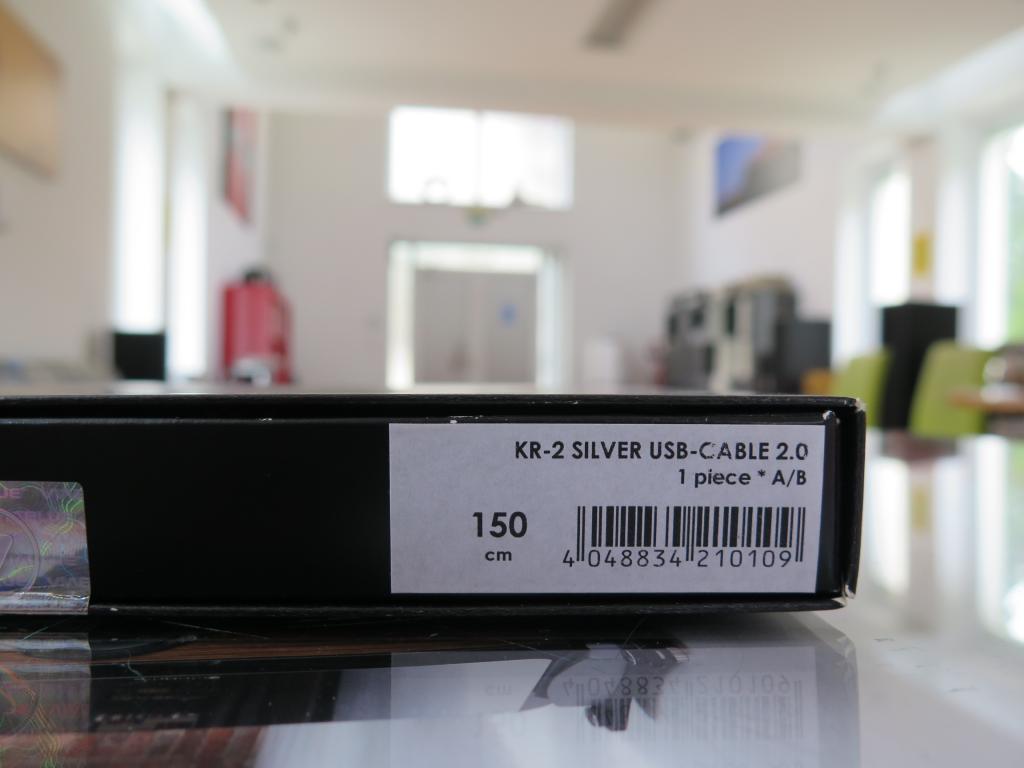 KR-2 SILVER USB-CABLE 2.0
1 piece * A/B
150
cm
4 048834 210109